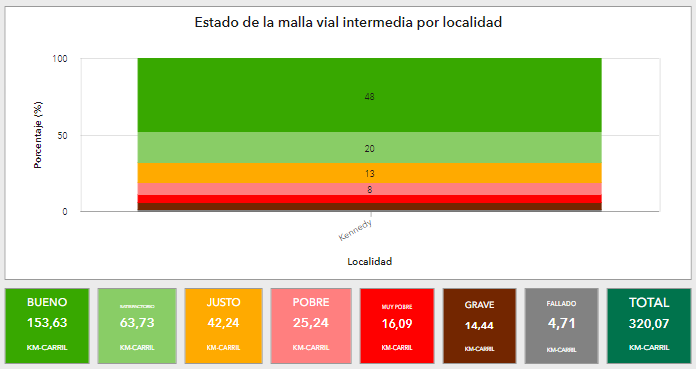 Estado de la malla vial intermedia por localidad
Porcentaje (%)
100
50
0
48
20
13
8
Kennedy
Localidad
BUENO
153,63
KM-CARRIL
63,73
KM-CARRIL
JUSTO
42,24
KM-CARRIL
POBRE
25,24
KM-CARRIL
MUY POBRE
16,09
KM-CARRIL
GRAVE
14,44
KM-CARRIL
FALLADO
4,71
KM-CARRIL
TOTAL
320,07
KM-CARRIL